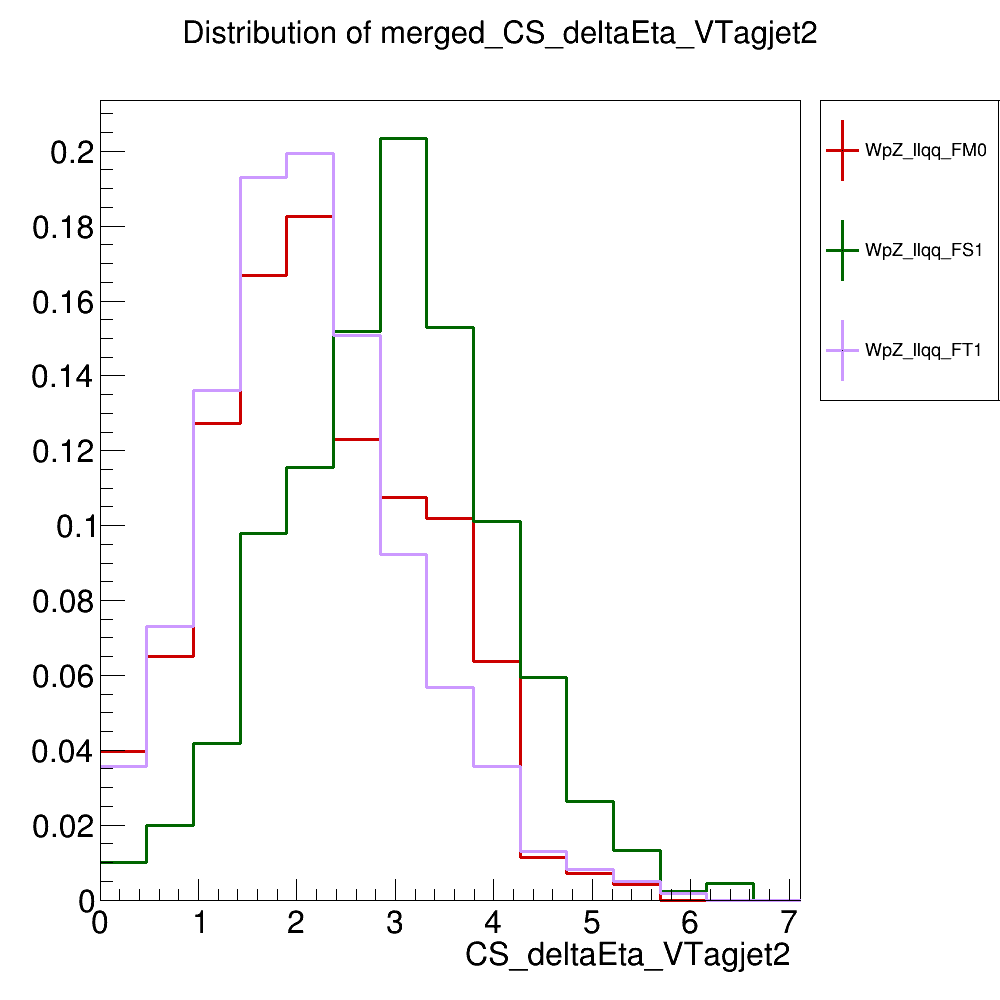 Distribution of merged_CS_deltaEta_VTagjet2
WpZ_llqq_FM0
WpZ_llqq_FS1
WpZ_llqq_FT1
0.2
0.18
0.16
0.14
0.12
0.1
0.08
0.06
0.04
0.02
0
0 1 2 3 4 5 6 7
CS_deltaEta_VTagjet2